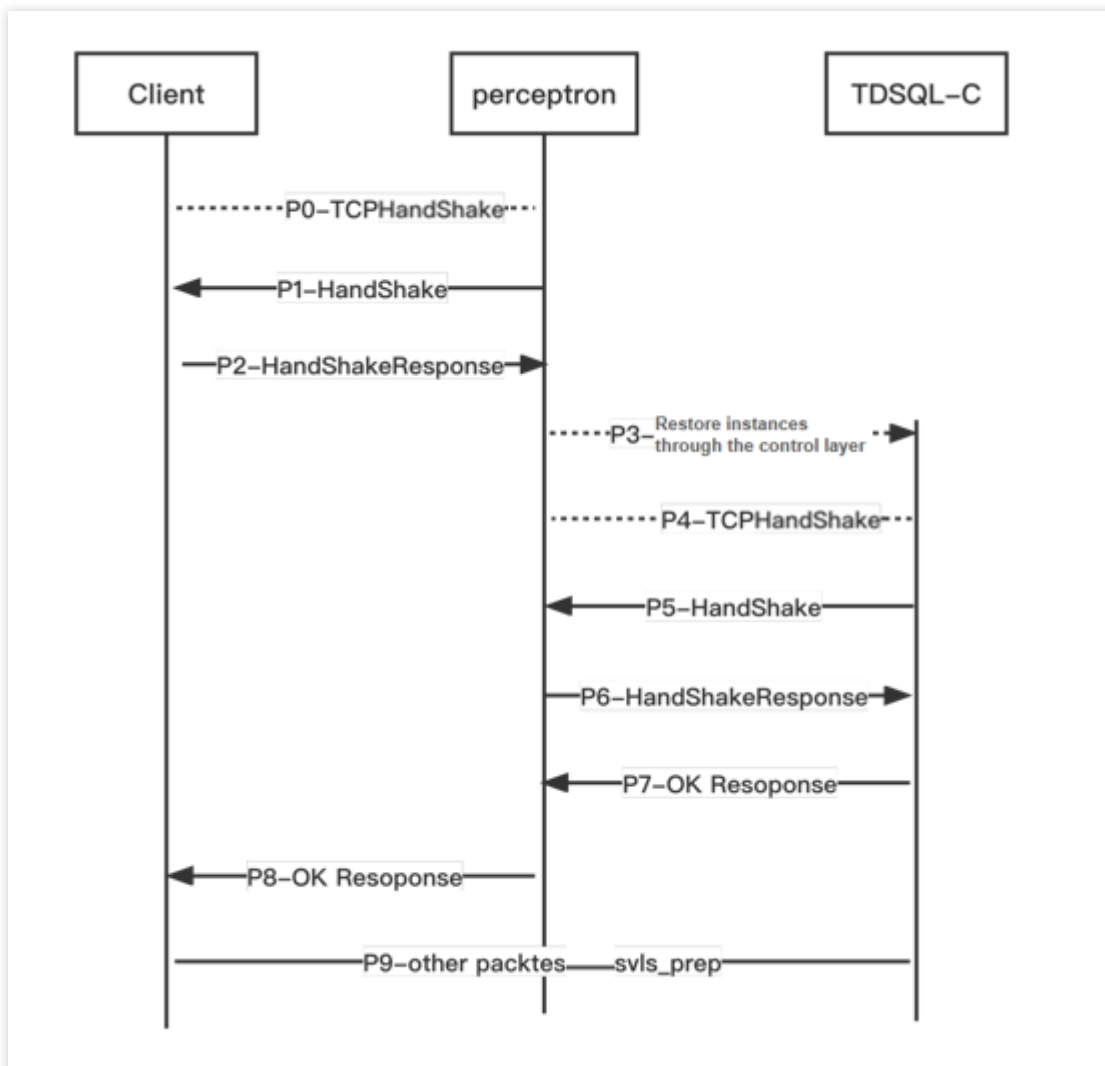 Client
perceptron
TDSQL-C
P0-TCPHandShake
P1-HandShake
P2-HandShakeResponse
P3-Restore instances
through the control layer
P4-TCPHandShake
P5-HandShake
P6-HandShakeResponse
P7-OK Resoponse
P8-OK Resoponse
P9-other packtes svls_prep